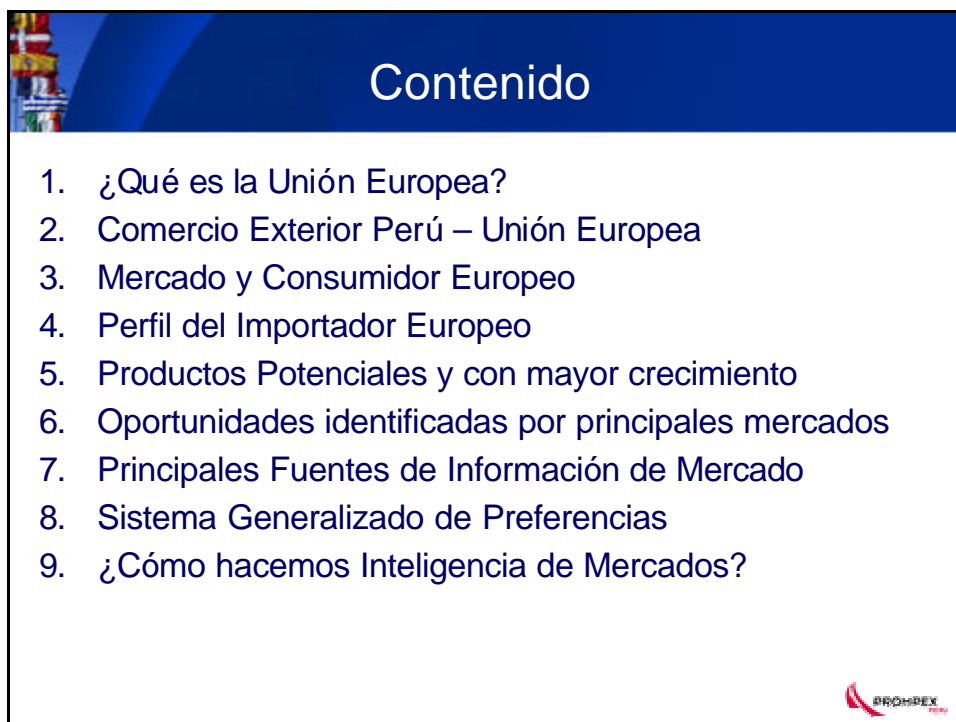 Contenido
1. ¿Qué es la Unión Europea?
2. Comercio Exterior Perú – Unión Europea
3. Mercado y Consumidor Europeo
4. Perfil del Importador Europeo
5. Productos Potenciales y con mayor crecimiento
6. Oportunidades identificadas por principales mercados
7. Principales Fuentes de Información de Mercado
8. Sistema Generalizado de Preferencias
9. ¿Cómo hacemos Inteligencia de Mercados?
PROMPEX
PERU